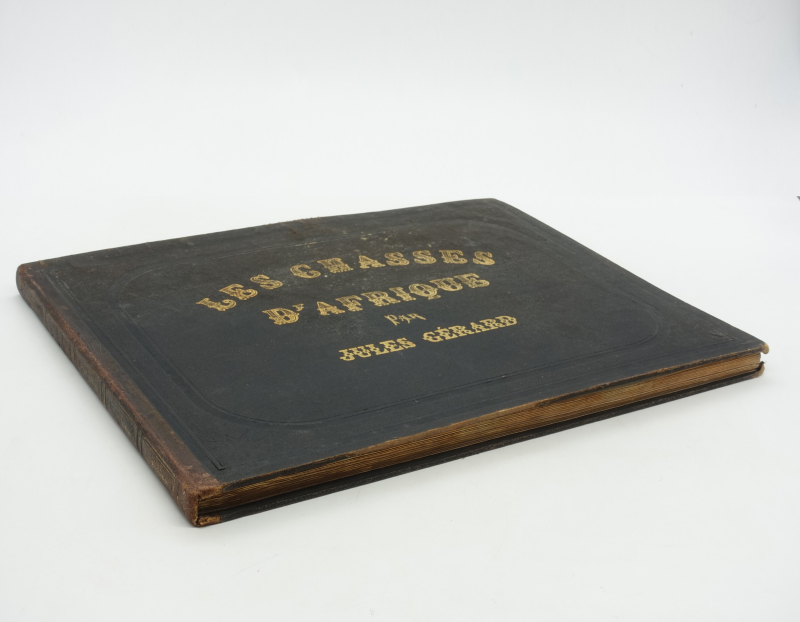 LES CHASSES
D'AFRIQUE
PAR
JULES GÉRARD